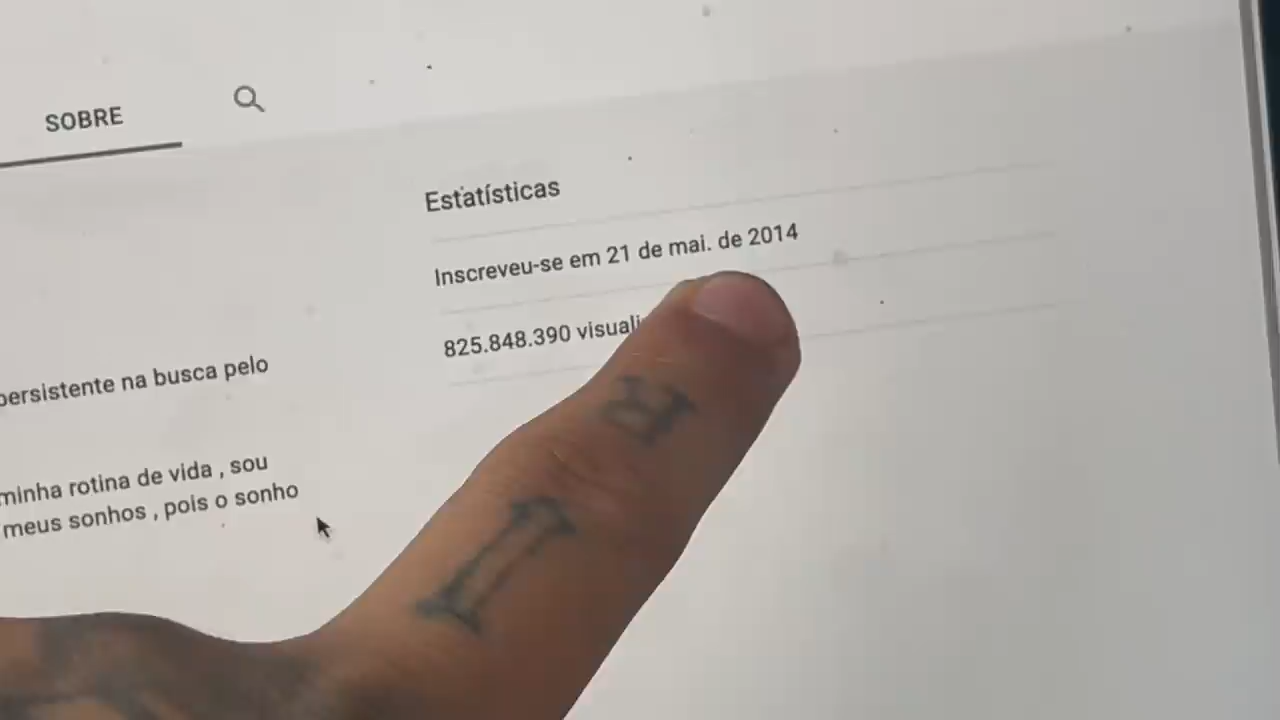 SOBRE
Estatísticas
Inscreveu-se em 21 de mai. de 2014
825.848.390
persistente na busca pelo
minha rotina de vida , sou
meus sonhos , pois o sonho